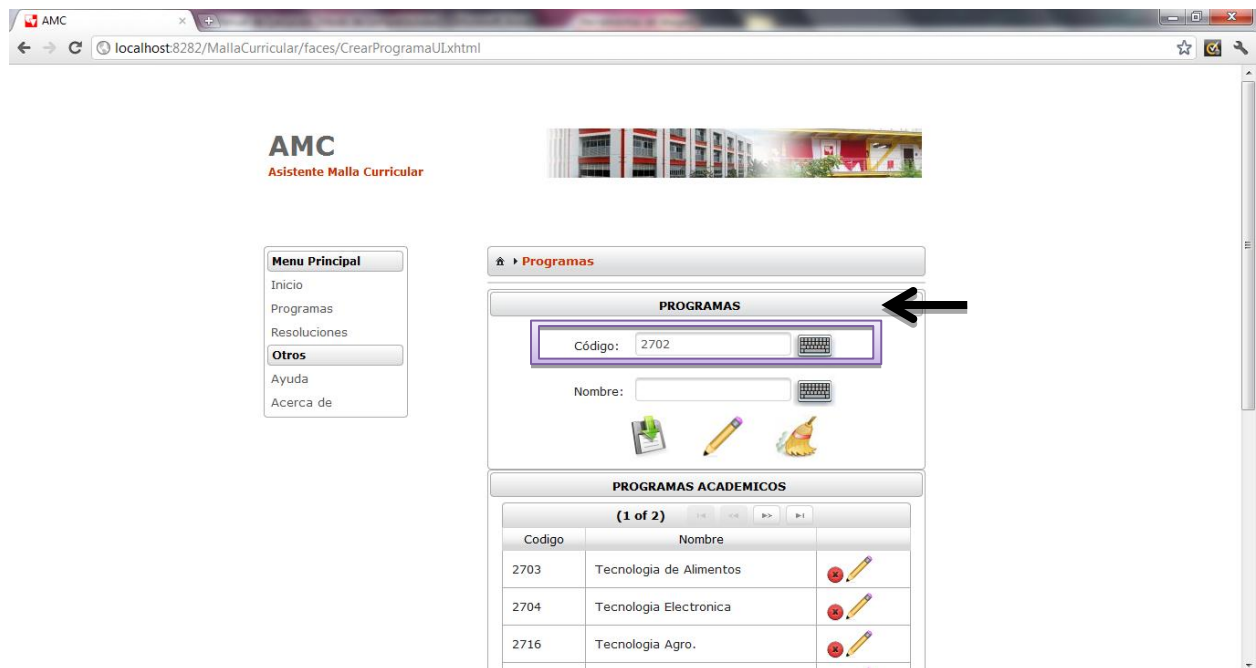 AMC
localhost:8282/MallaCurricular/faces/CrearProgramaUI.xhtml
AMC
Asistente Malla Curricular
Menu Principal
Inicio
Programas
Resoluciones
Otros
Ayuda
Acerca de
Programas
PROGRAMAS
Código: 2702
Nombre:
PROGRAMAS ACADEMICOS
(1 of 2)
Codigo Nombre
2703 Tecnologia de Alimentos
2704 Tecnologia Electronica
2716 Tecnologia Agro.